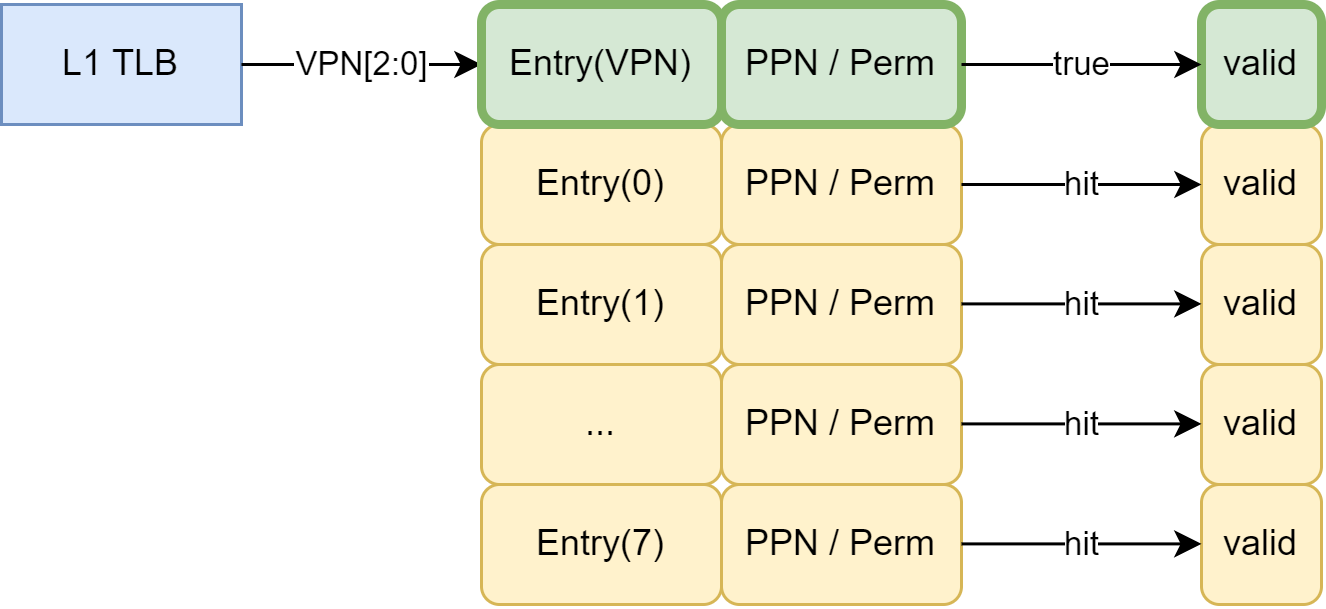 L1 TLB VPN[2:0] Entry(VPN) PPN / Perm true valid
Entry(0) PPN / Perm hit valid
Entry(1) PPN / Perm hit valid
... PPN / Perm hit valid
Entry(7) PPN / Perm hit valid